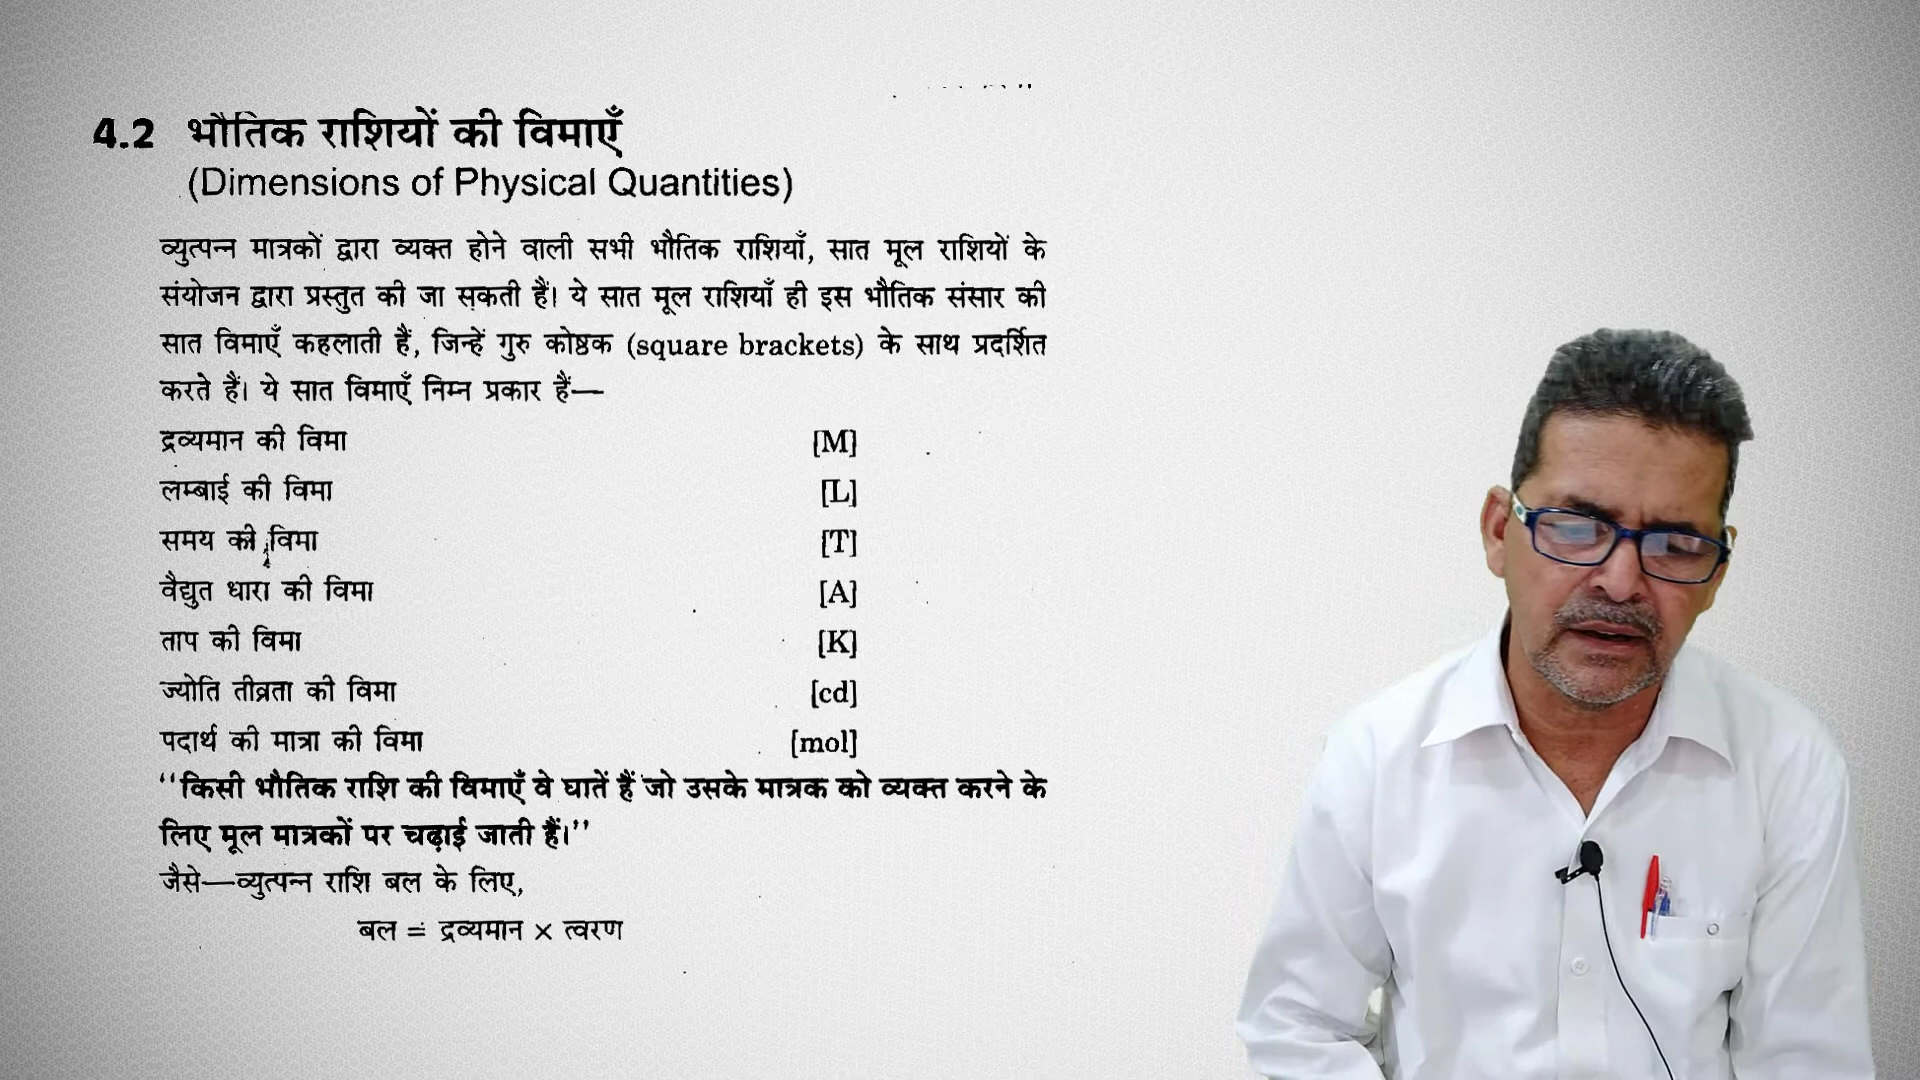 4.2 भौतिक राशियों की विमाएँ
(Dimensions of Physical Quantities)
व्युत्पन्न मात्रकों द्वारा व्यक्त होने वाली सभी भौतिक राशियाँ, सात मूल राशियों के
संयोजन द्वारा प्रस्तुत की जा सकती हैं। ये सात मूल राशियाँ ही इस भौतिक संसार की
सात विमाएँ कहलाती हैं, जिन्हें गुरु कोष्ठक (square brackets) के साथ प्रदर्शित
करते हैं। ये सात विमाएँ निम्न प्रकार हैं—
द्रव्यमान की विमा [M]
लम्बाई की विमा [L]
समय की विमा [T]
वैद्युत धारा की विमा [A]
ताप की विमा [K]
ज्योति तीव्रता की विमा [cd]
पदार्थ की मात्रा की विमा [mol]
‘‘किसी भौतिक राशि की विमाएँ वे घातें हैं जो उसके मात्रक को व्यक्त करने के
लिए मूल मात्रकों पर चढ़ाई जाती हैं।’’
जैसे—व्युत्पन्न राशि बल के लिए,
बल = द्रव्यमान × त्वरण